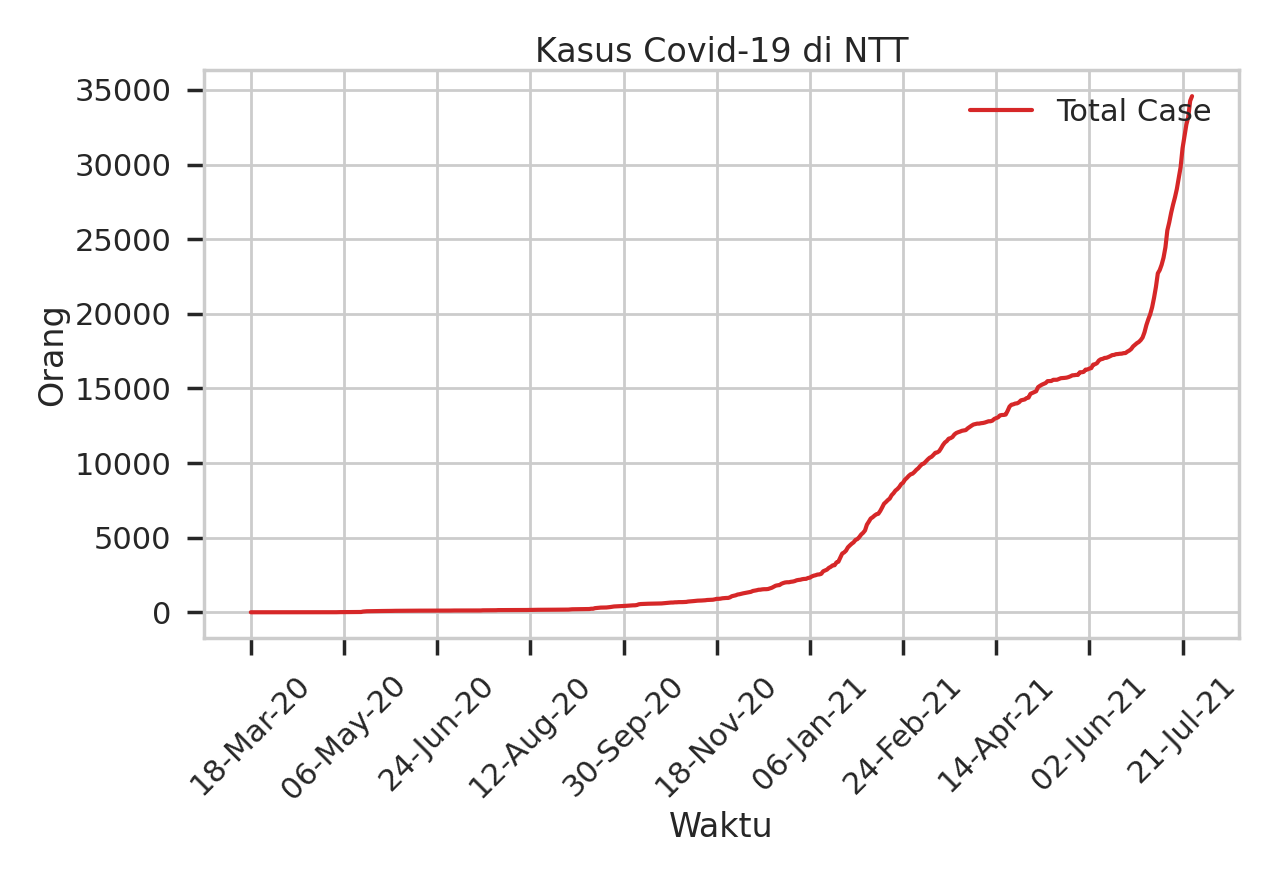 Kasus Covid-19 di NTT
Total Case
35000
30000
25000
20000
15000
10000
5000
0
Orang
18-Mar-20
06-May-20
24-Jun-20
12-Aug-20
30-Sep-20
18-Nov-20
06-Jan-21
24-Feb-21
14-Apr-21
02-Jun-21
21-Jul-21
Waktu